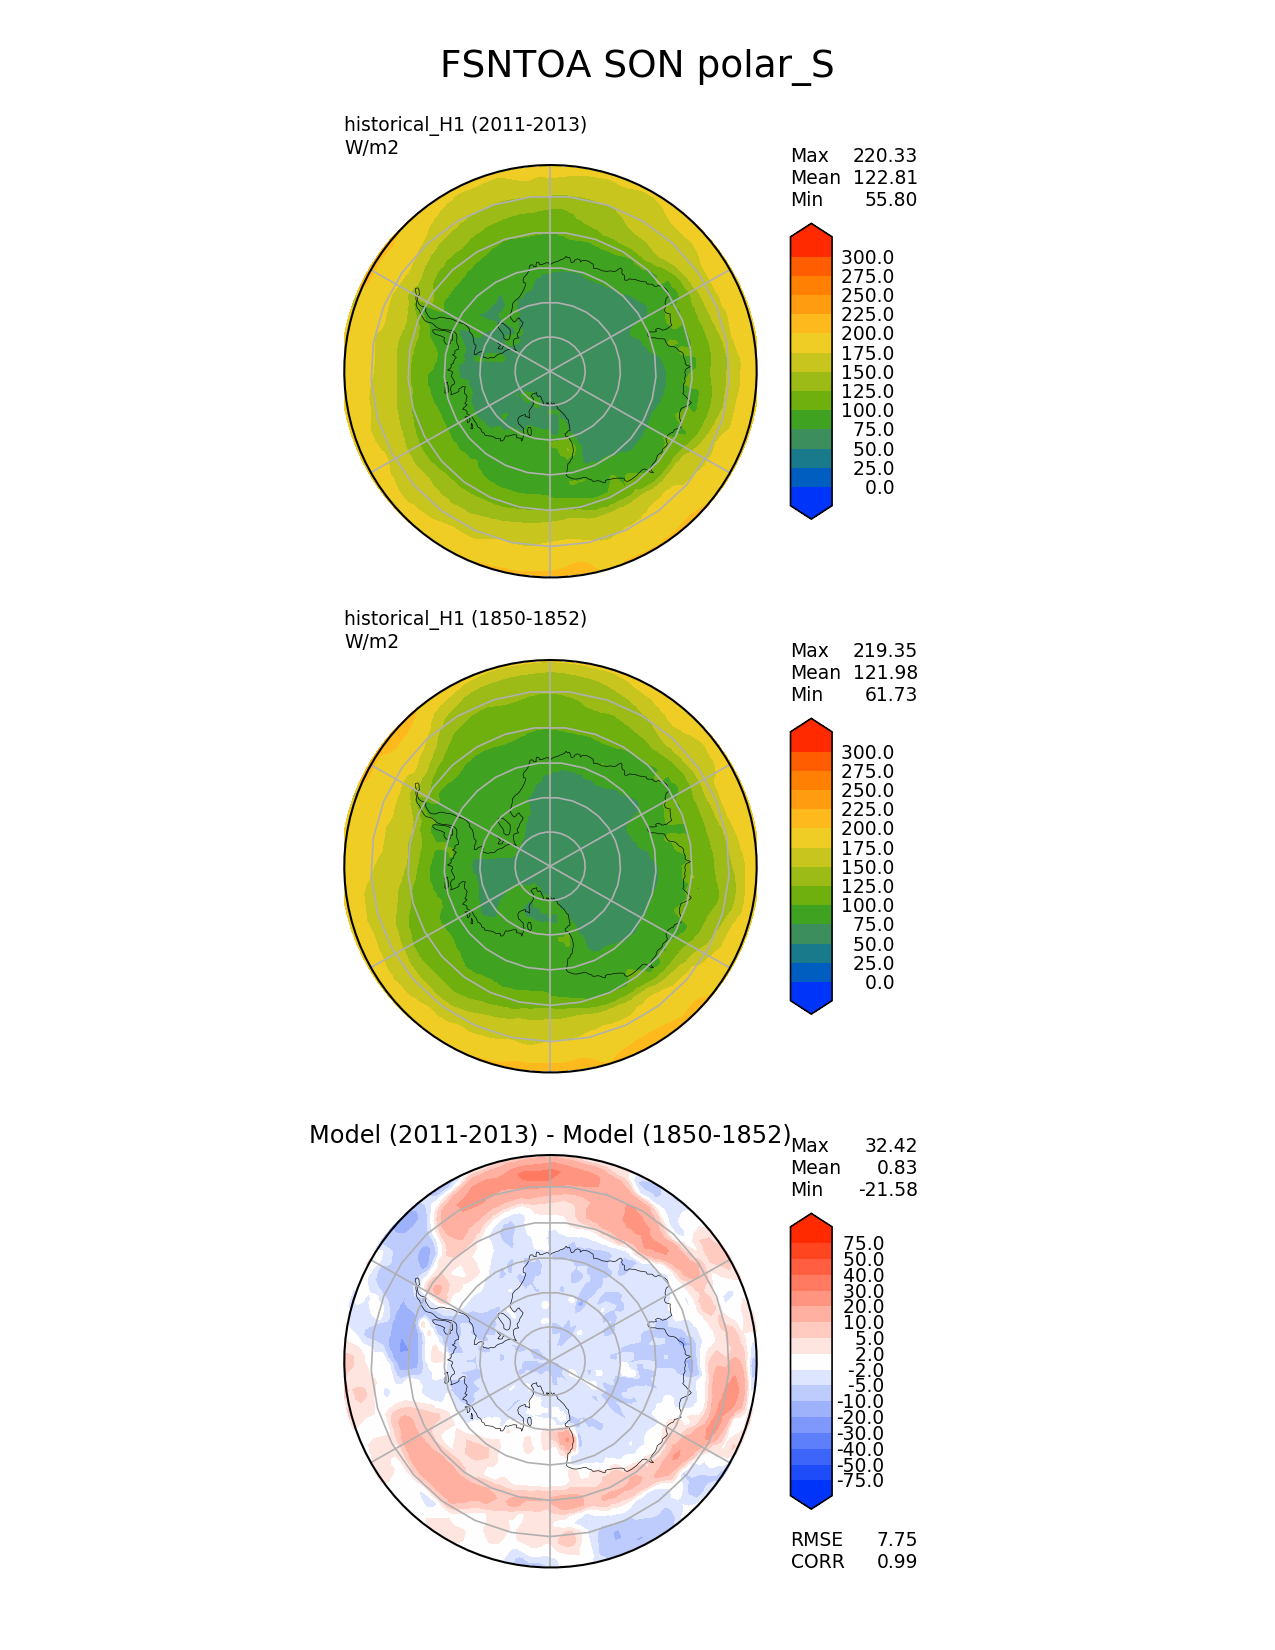 FSNTOA SON polar_S
historical_H1 (2011-2013)
W/m2
Max 220.33
Mean 122.81
Min 55.80
300.0
275.0
250.0
225.0
200.0
175.0
150.0
125.0
100.0
75.0
50.0
25.0
0.0
historical_H1 (1850-1852)
W/m2
Max 219.35
Mean 121.98
Min 61.73
300.0
275.0
250.0
225.0
200.0
175.0
150.0
125.0
100.0
75.0
50.0
25.0
0.0
Model (2011-2013) - Model (1850-1852)
Max 32.42
Mean 0.83
Min -21.58
75.0
50.0
40.0
30.0
20.0
10.0
5.0
2.0
-2.0
-5.0
-10.0
-20.0
-30.0
-40.0
-50.0
-75.0
RMSE 7.75
CORR 0.99